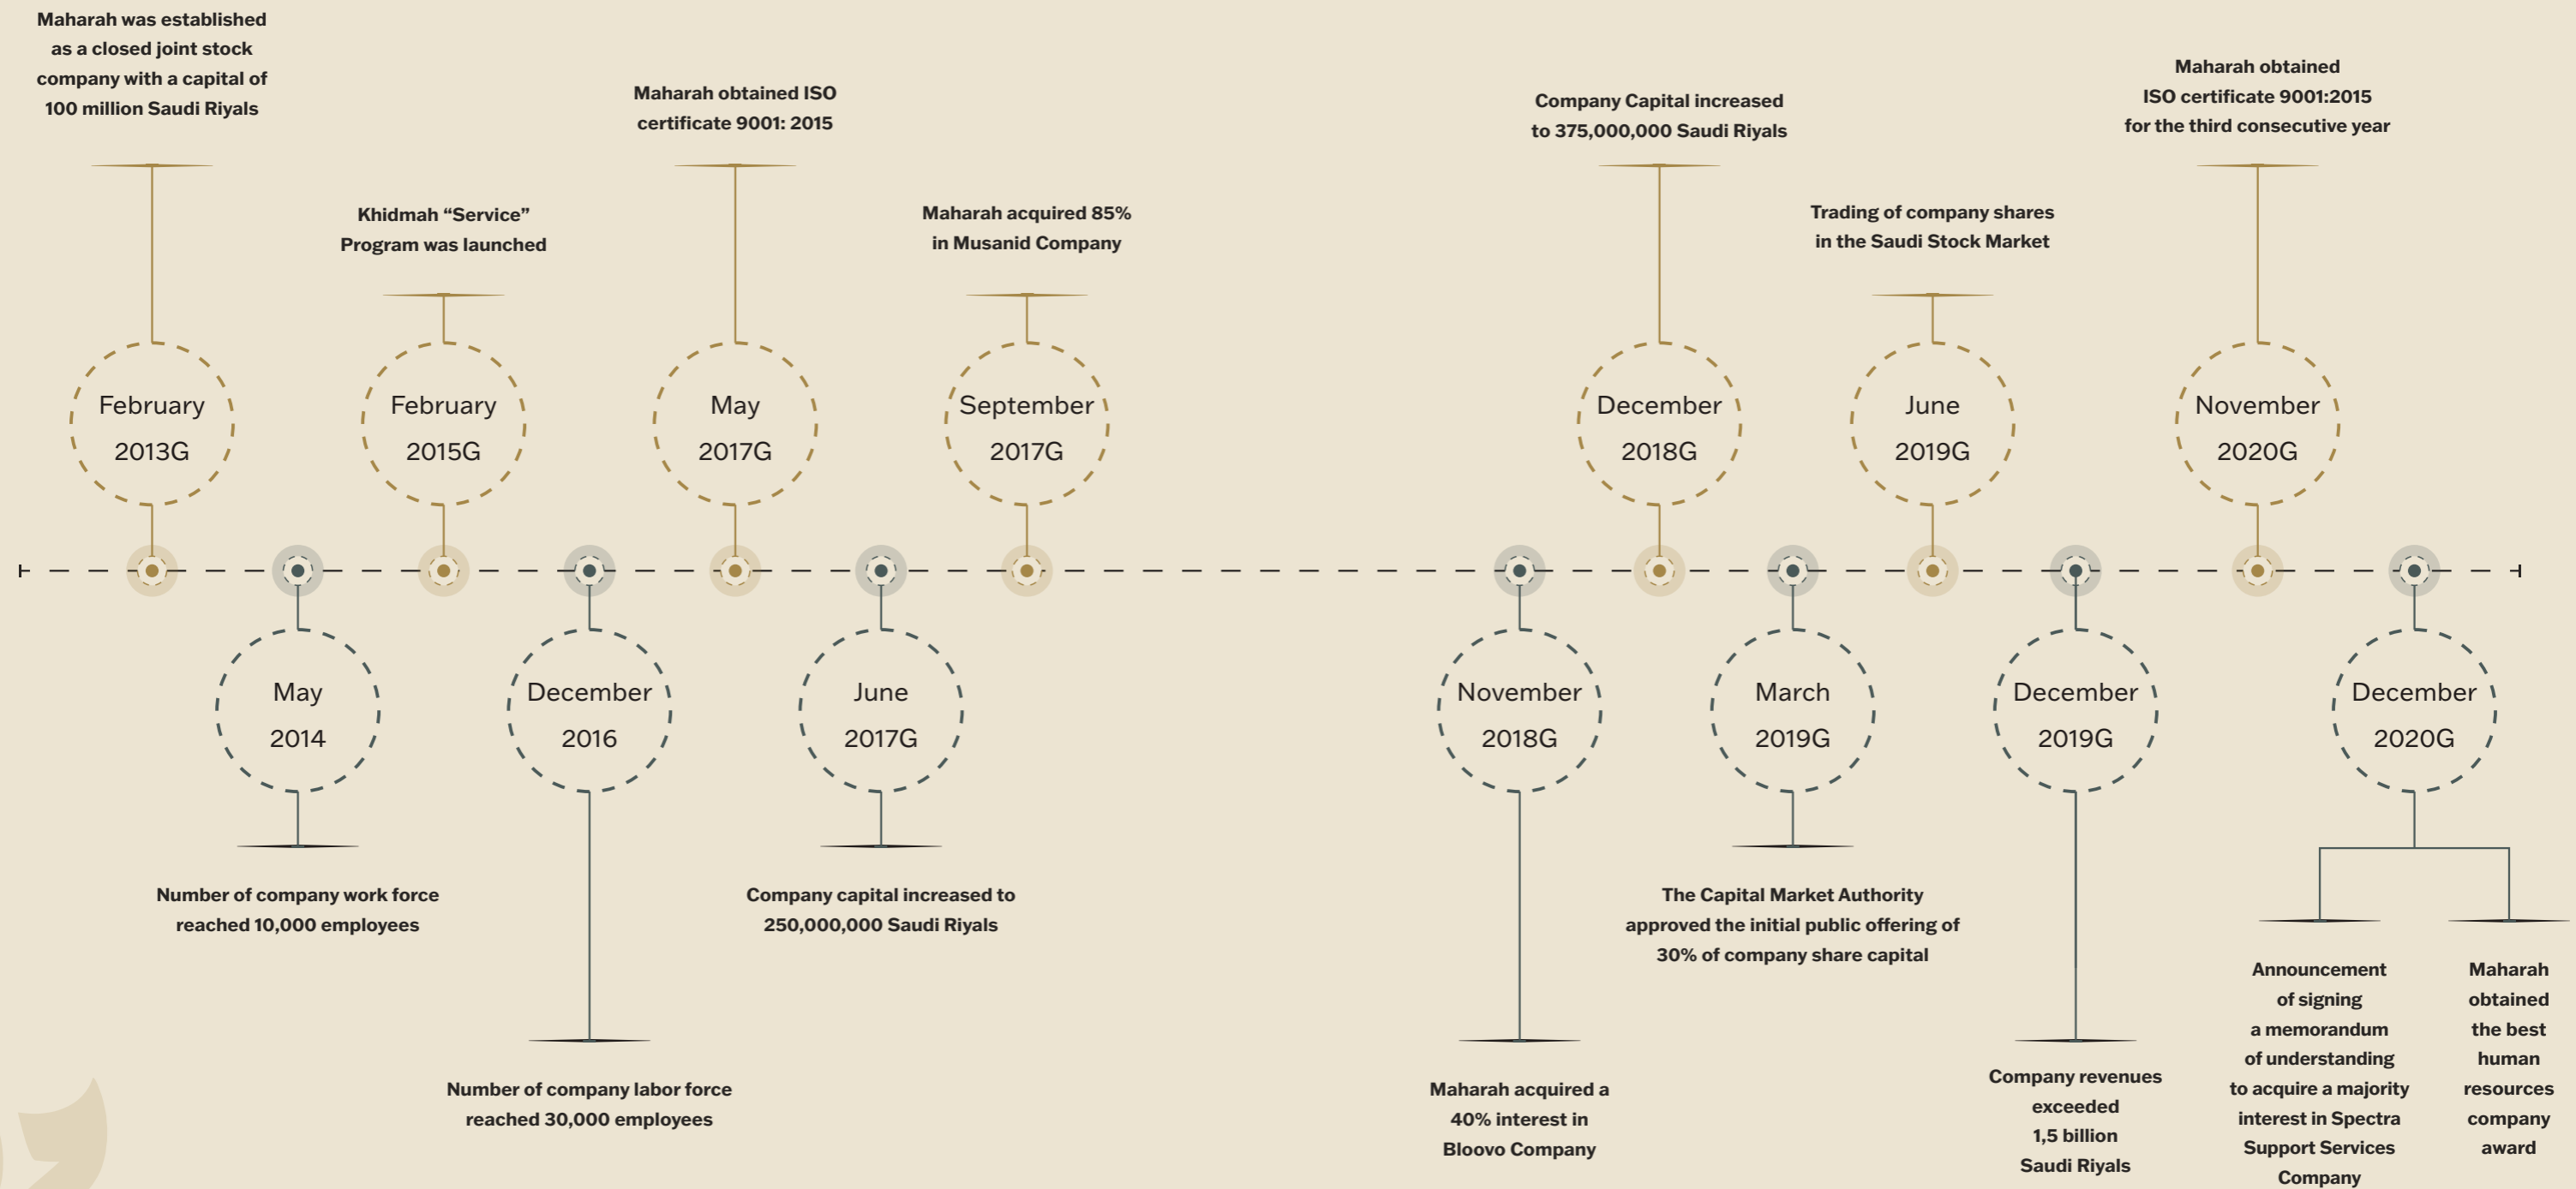 Maharah was established
as a closed joint stock
company with a capital of
100 million Saudi Riyals
February
2013G
May
2014
Number of company work force
reached 10,000 employees
Khidmah “Service”
Program was launched
February
2015G
December
2016
Number of company labor force
reached 30,000 employees
Maharah obtained ISO
certificate 9001: 2015
May
2017G
June
2017G
Company capital increased to
250,000,000 Saudi Riyals
Maharah acquired 85%
in Musanid Company
September
2017G
November
2018G
Maharah acquired a
40% interest in
Bloovo Company
Company Capital increased
to 375,000,000 Saudi Riyals
December
2018G
March
2019G
The Capital Market Authority
approved the initial public offering of
30% of company share capital
Trading of company shares
in the Saudi Stock Market
June
2019G
December
2019G
Company revenues
exceeded
1,5 billion
Saudi Riyals
Maharah obtained
ISO certificate 9001:2015
for the third consecutive year
November
2020G
December
2020G
Announcement
of signing
a memorandum
of understanding
to acquire a majority
interest in Spectra
Support Services
Company
Maharah
obtained
the best
human
resources
company
award